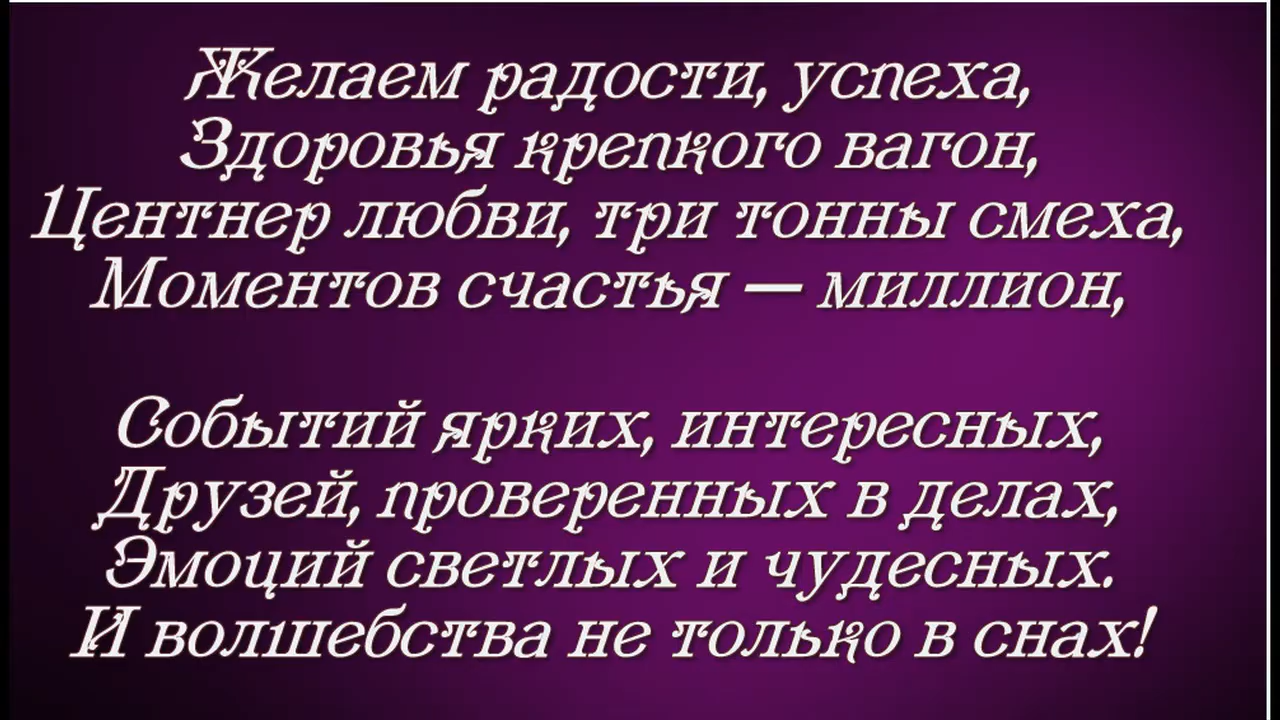 Желаем радости, успеха,
Здоровья крепкого вагон,
Центнер любви, три тонны смеха,
Моментов счастья — миллион,
Событий ярких, интересных,
Друзей, проверенных в делах,
Эмоций светлых и чудесных.
И волшебства не только в снах!